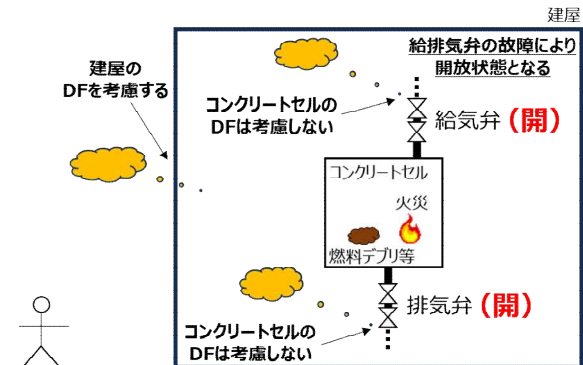 建屋
給排気弁の故障により
開放状態となる
建屋の
DFを考慮する
コンクリートセルの
DFは考慮しない
給気弁(開)
コンクリートセル
火災
燃料デブリ等
排気弁(開)
コンクリートセルの
DFは考慮しない